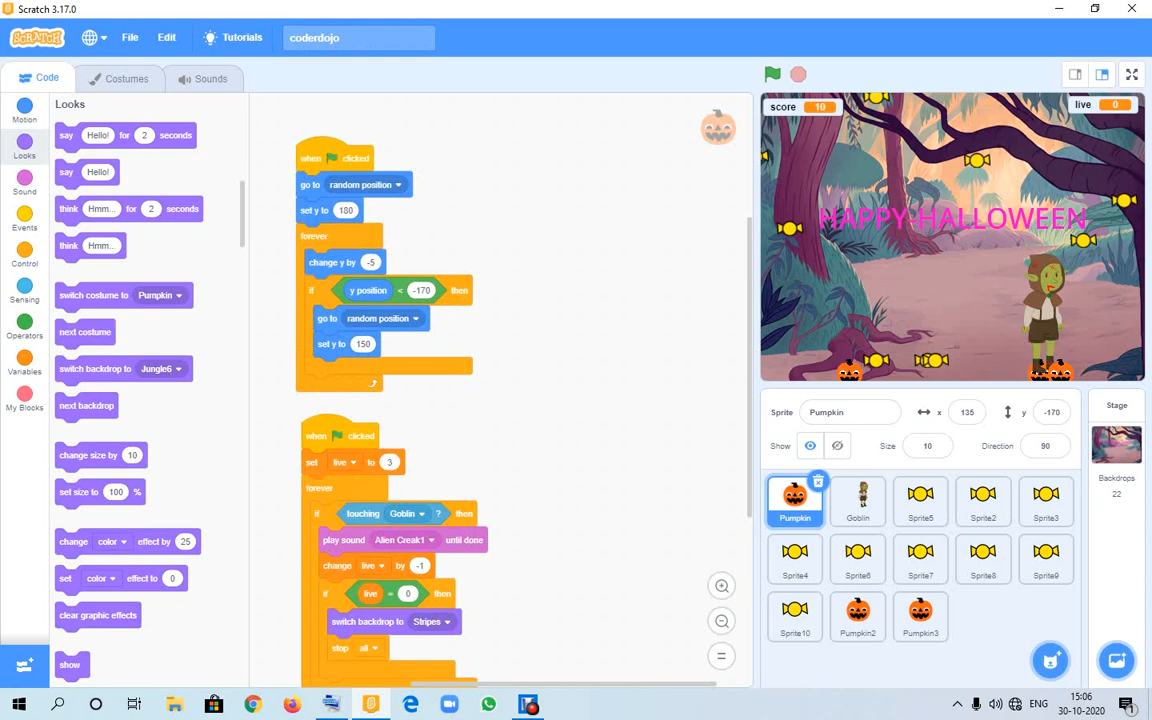 Scratch 3.17.0
SCRATCH File Edit Tutorials coderdojo
Code Costumes Sounds
Motion
Looks
Sound
Events
Control
Sensing
Operators
Variables
My Blocks
Looks
say Hello! for 2 seconds
say Hello!
think Hmm... for 2 seconds
think Hmm...
switch costume to Pumpkin
next costume
switch backdrop to Jungle6
next backdrop
change size by 10
set size to 100 %
change color effect by 25
set color effect to 0
clear graphic effects
show
when clicked
go to random position
set y to 180
forever
change y by -5
if y position < -170 then
go to random position
set y to 150
when clicked
set live to 3
forever
if touching Goblin ? then
play sound Alien Creak1 until done
change live by -1
if live = 0 then
switch backdrop to Stripes
stop all
score 10
live 0
HAPPY-HALLOWEEN
Sprite Pumpkin x 135 y -170
Show Size 10 Direction 90
Pumpkin Goblin Sprite5 Sprite2 Sprite3
Sprite4 Sprite6 Sprite7 Sprite8 Sprite9
Sprite10 Pumpkin2 Pumpkin3
Stage
Backdrops
22
ENG
15:06
30-10-2020
1